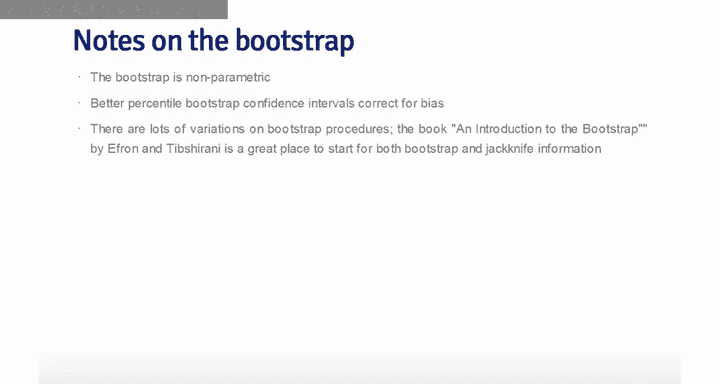 Notes on the bootstrap
· The bootstrap is non-parametric
· Better percentile bootstrap confidence intervals correct for bias
· There are lots of variations on bootstrap procedures; the book "An Introduction to the Bootstrap""
by Efron and Tibshirani is a great place to start for both bootstrap and jackknife information